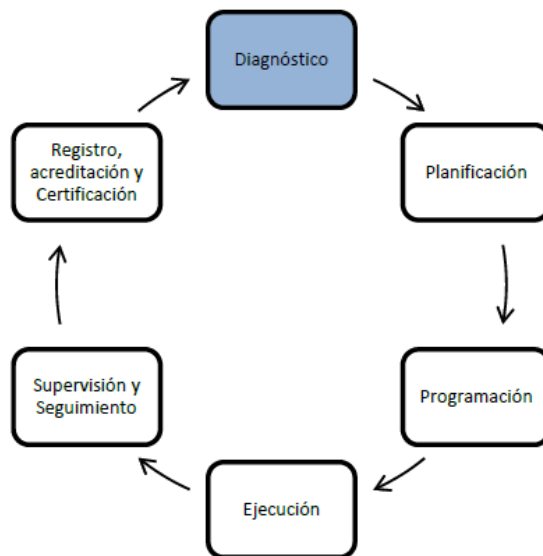 Diagnóstico
Planificación
Programación
Ejecución
Supervisión y
Seguimiento
Registro,
acreditación y
Certificación